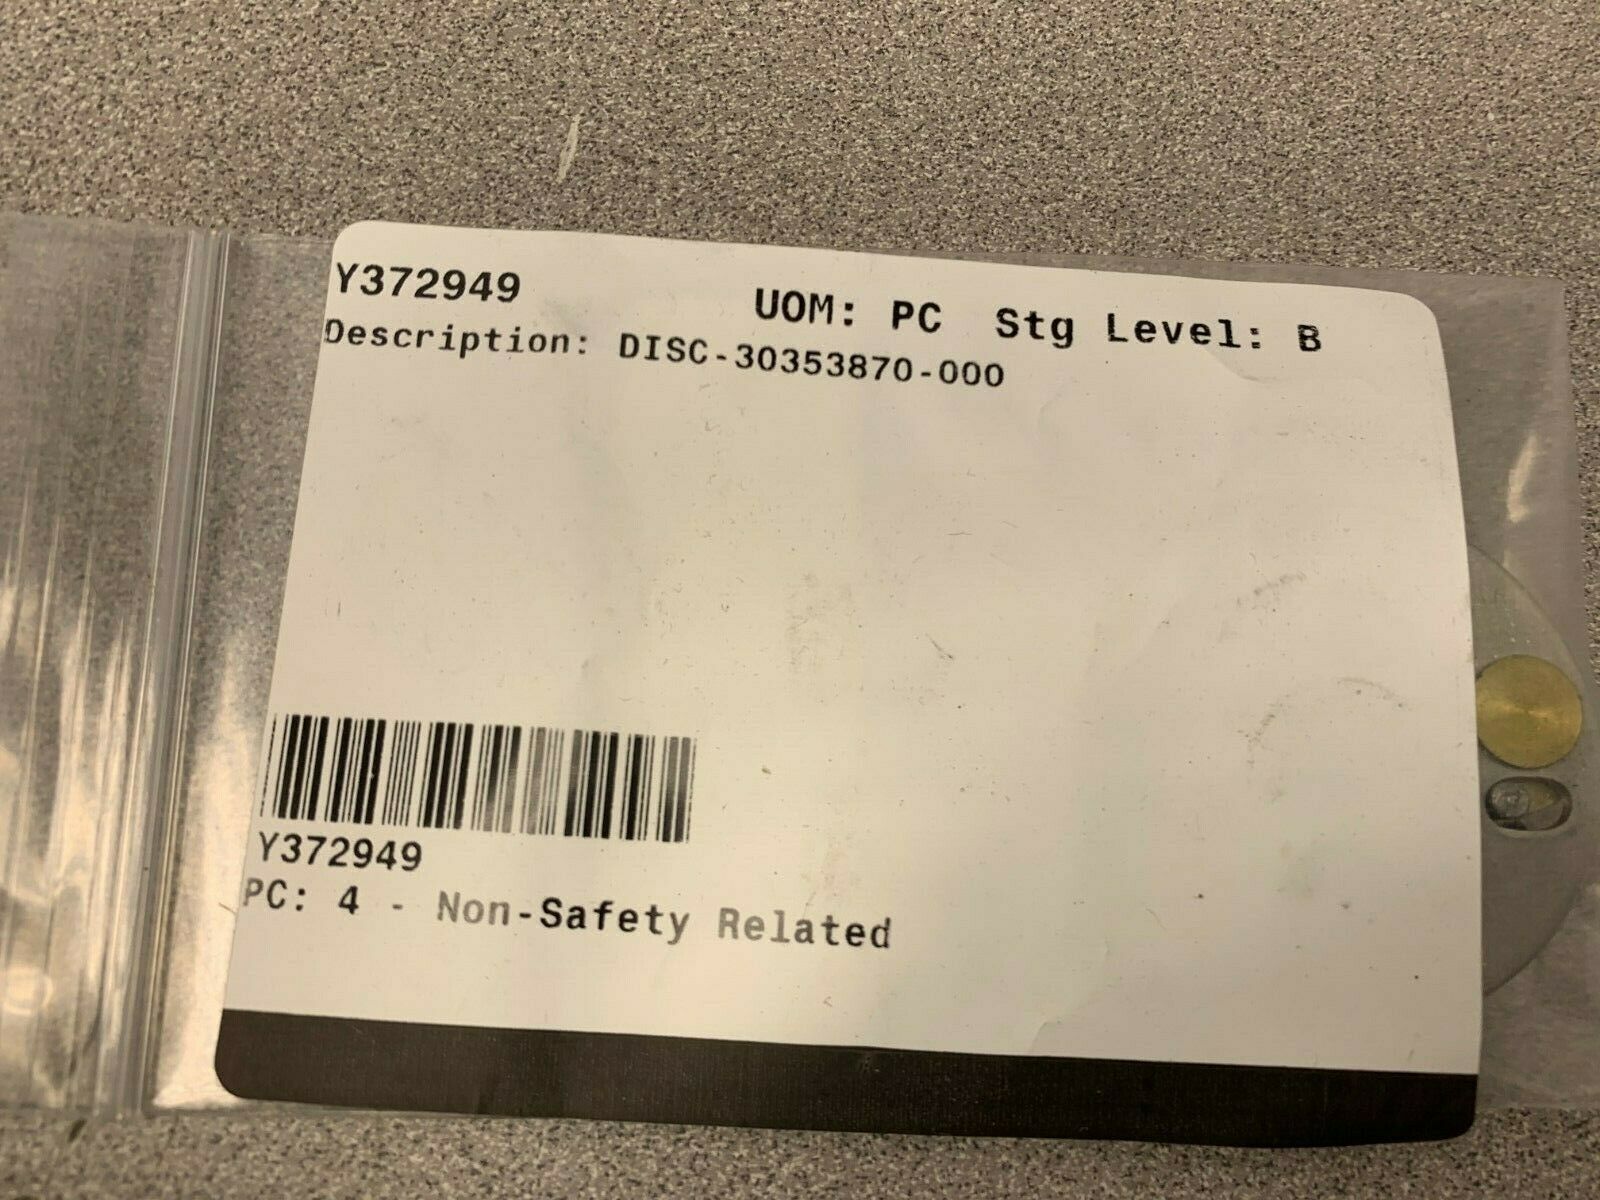 Y372949
UOM: PC Stg Level: B
Description: DISC-30353870-000
Y372949
PC: 4 - Non-Safety Related